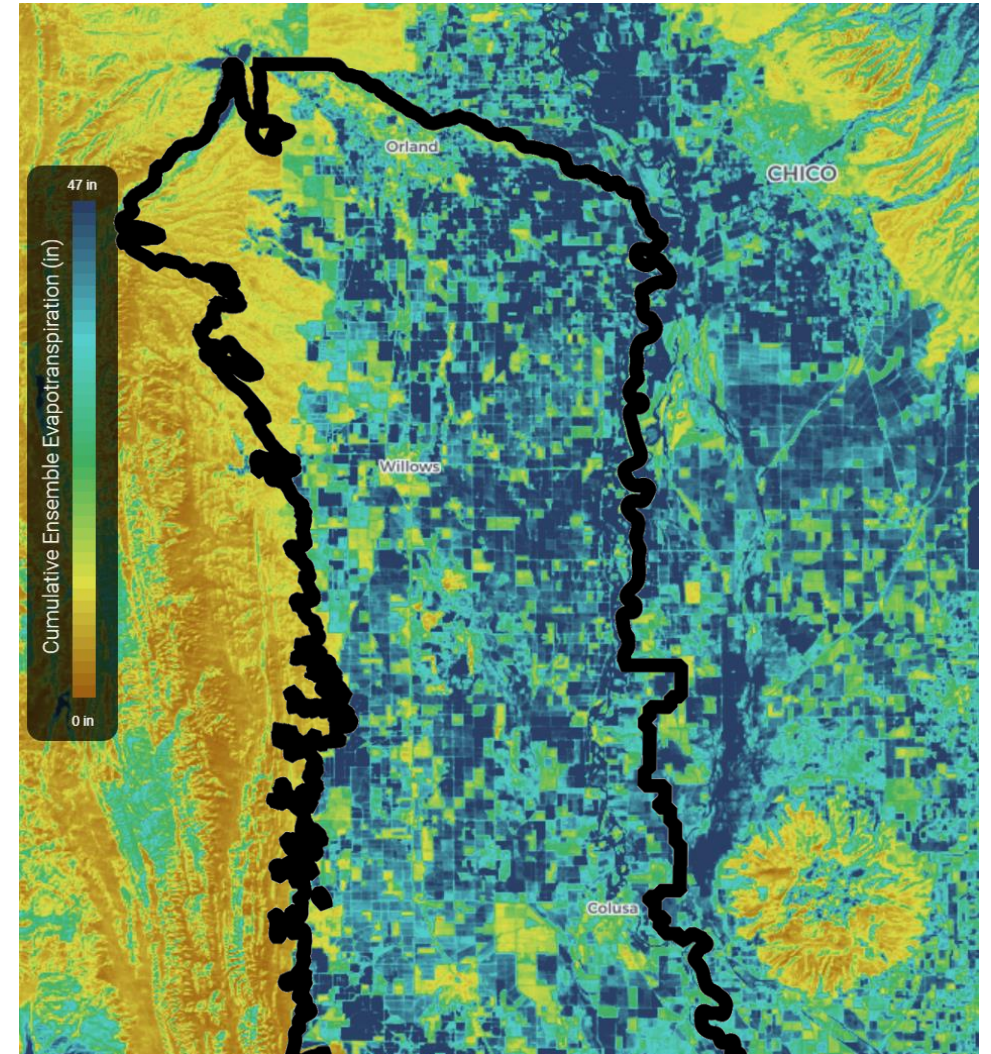 Orland
CHICO
47 in
Cumulative Ensemble Evapotranspiration (in)
Willows
0 in
Colusa